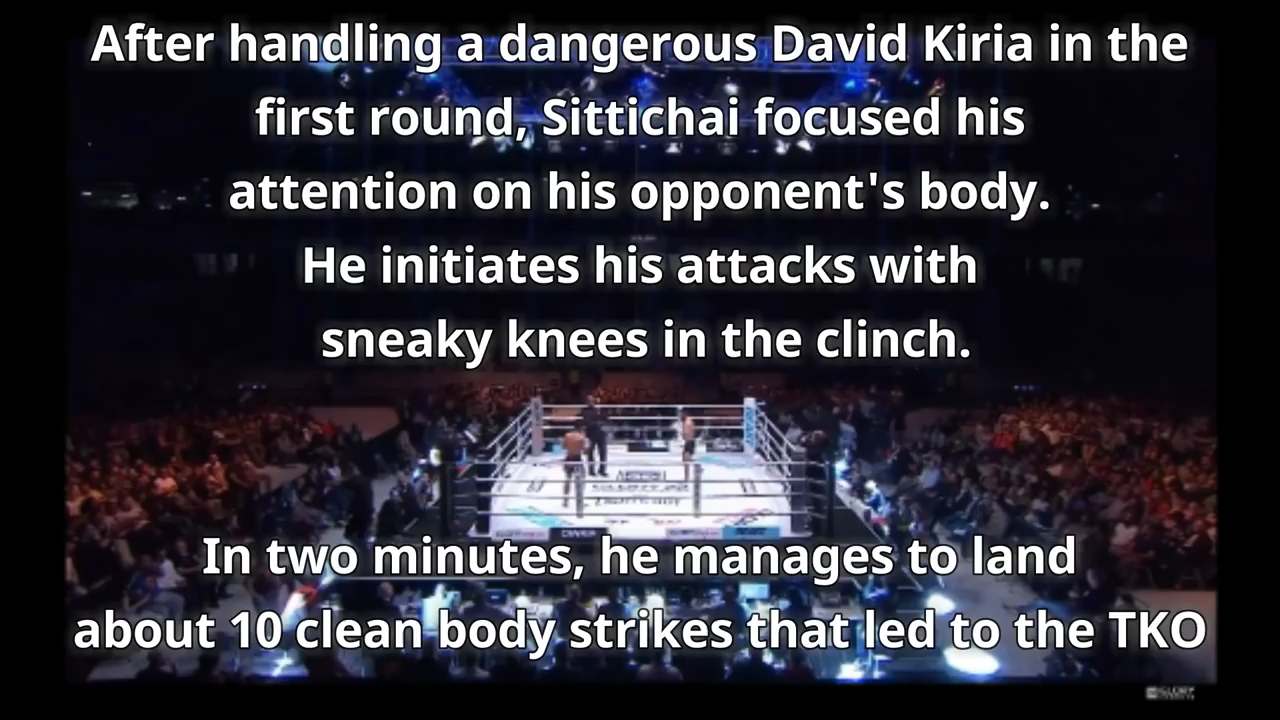 After handling a dangerous David Kiria in the
first round, Sittichai focused his
attention on his opponent's body.
He initiates his attacks with
sneaky knees in the clinch.
In two minutes, he manages to land
about 10 clean body strikes that led to the TKO
GLORY